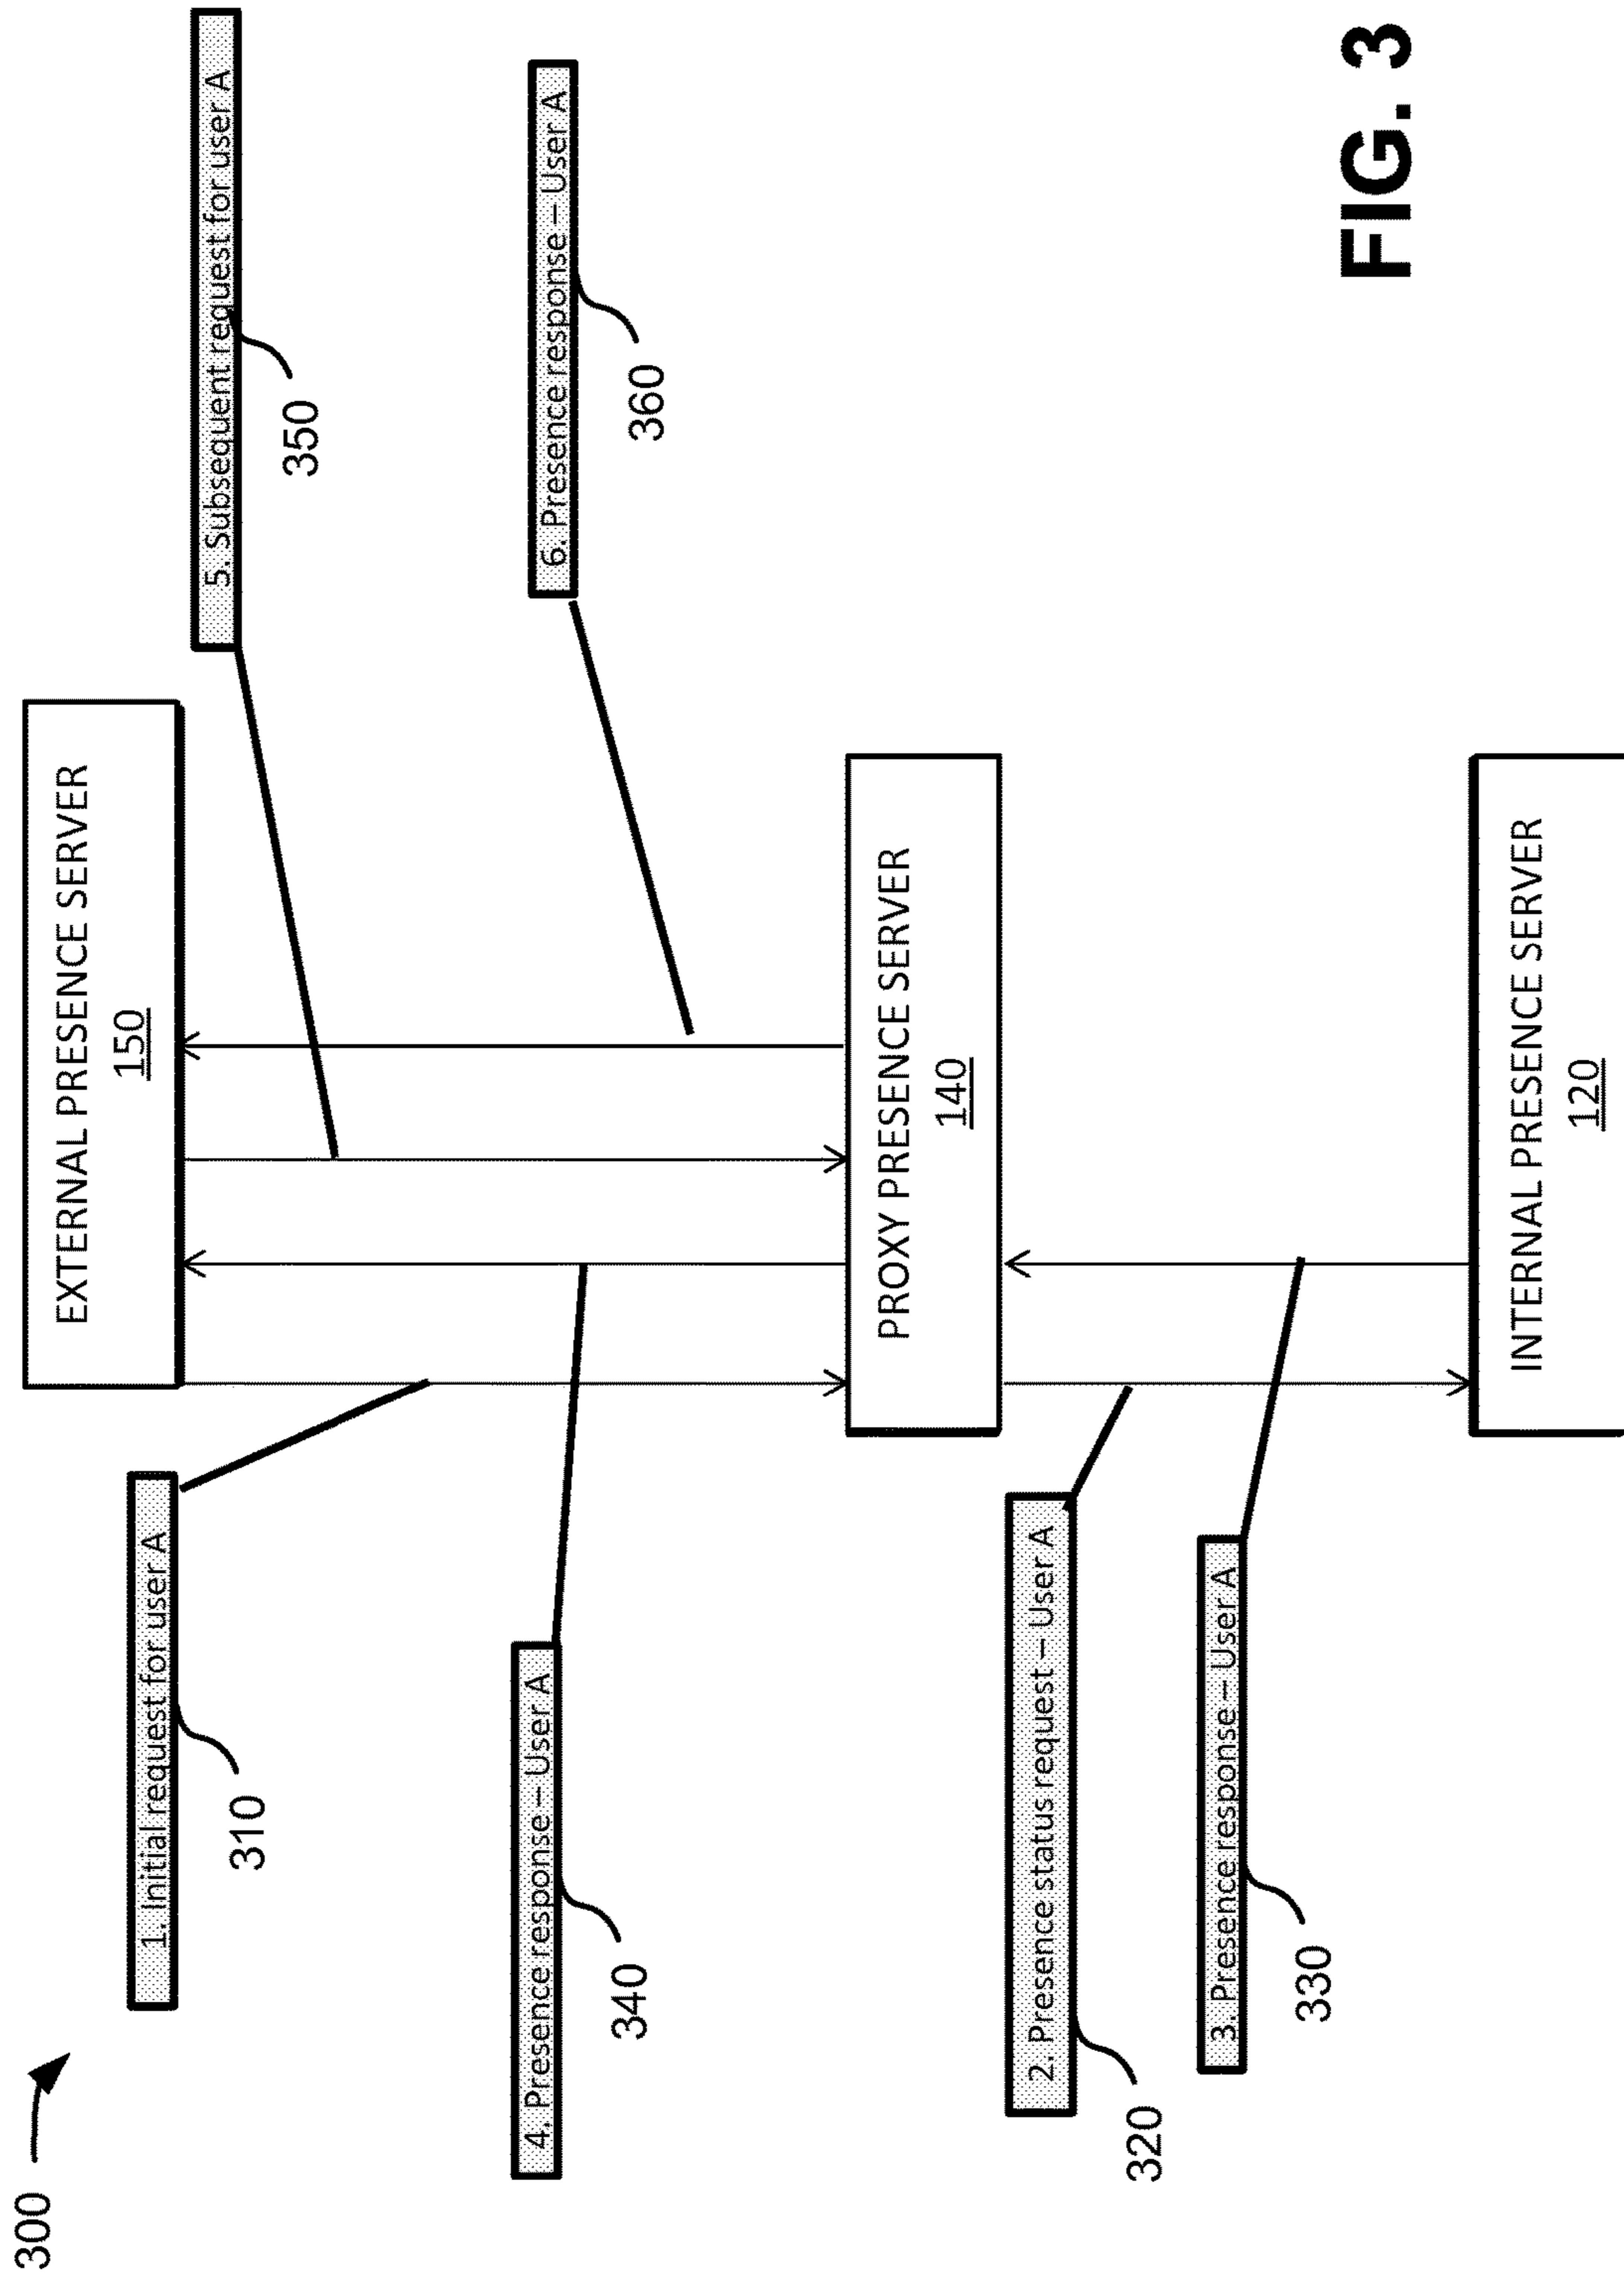 300
1. Initial request for user A
310
EXTERNAL PRESENCE SERVER
150
5. Subsequent request for user A
350
4. Presence response – User A
340
6. Presence response – User A
360
PROXY PRESENCE SERVER
140
2. Presence status request – User A
320
3. Presence response – User A
330
INTERNAL PRESENCE SERVER
120
FIG. 3